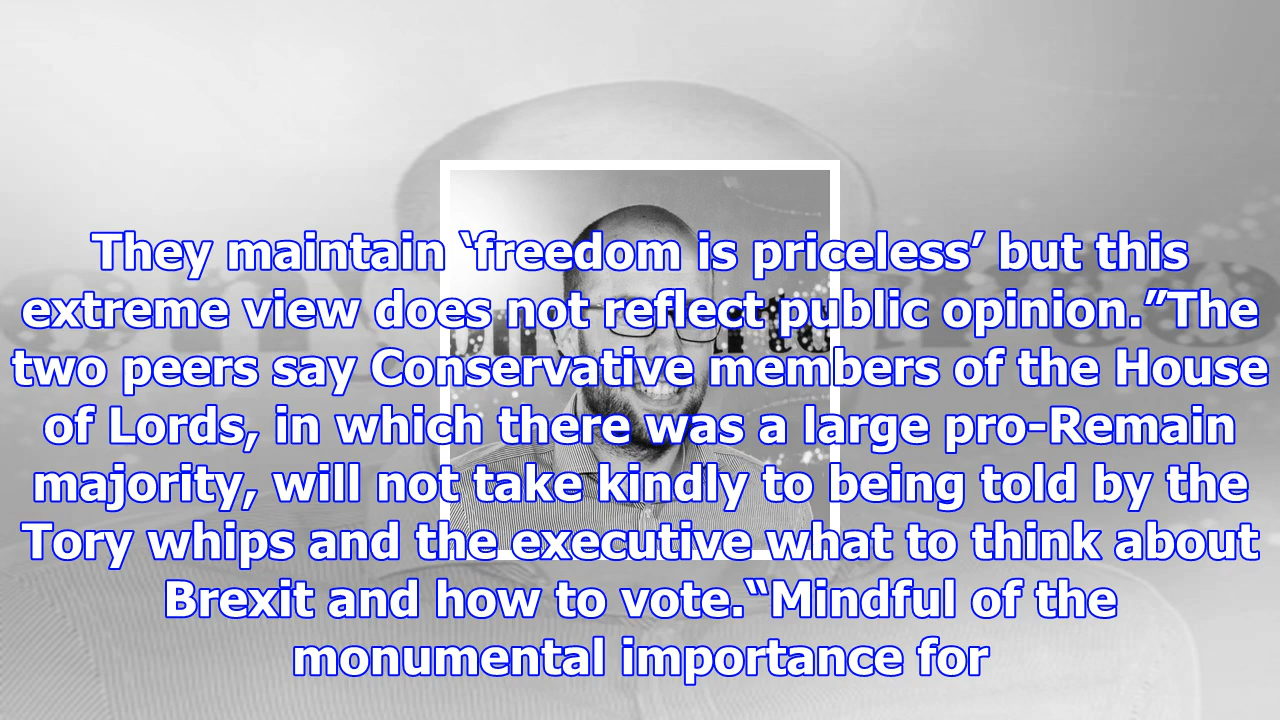 They maintain ‘freedom is priceless’ but this
extreme view does not reflect public opinion.”The
two peers say Conservative members of the House
of Lords, in which there was a large pro-Remain
majority, will not take kindly to being told by the
Tory whips and the executive what to think about
Brexit and how to vote.“Mindful of the
monumental importance for